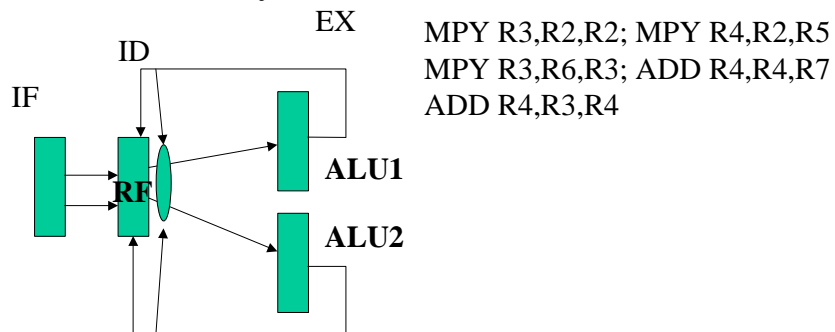 EX
MPY R3,R2,R2; MPY R4,R2,R5
ID
MPY R3,R6,R3; ADD R4,R4,R7
IF
ADD R4,R3,R4
ALU1
RF
ALU2